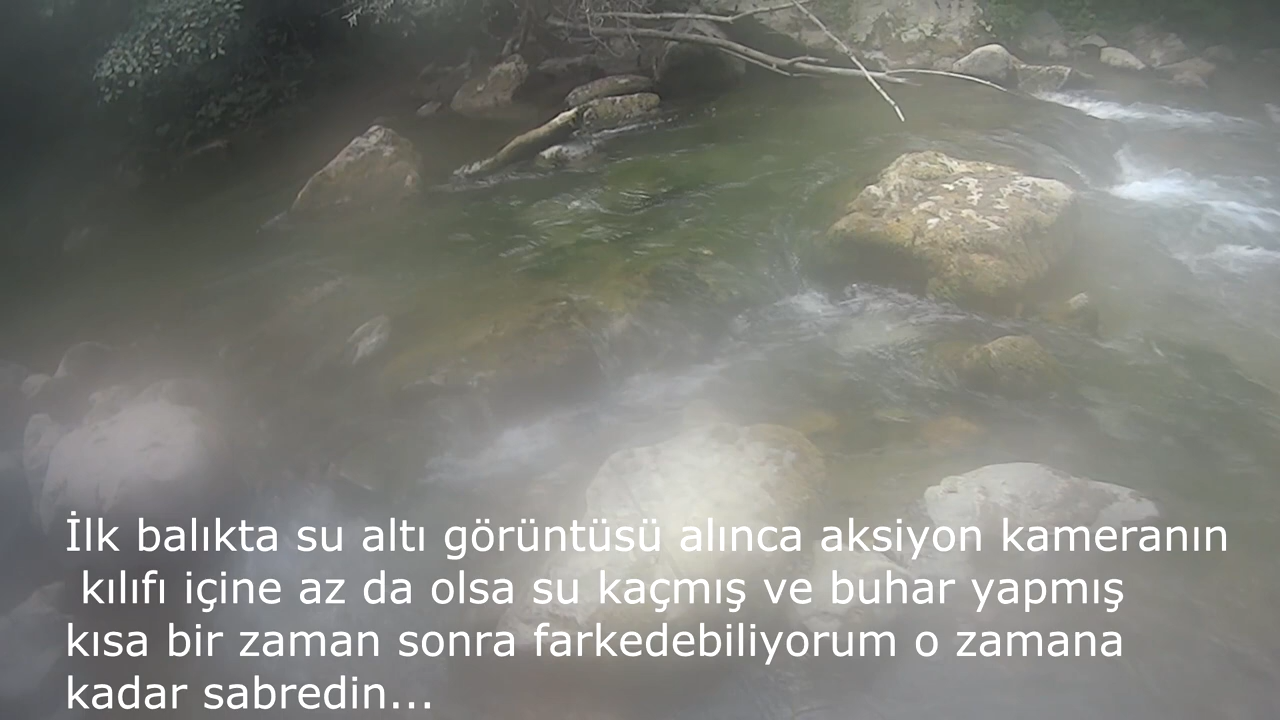 İlk balıkta su altı görüntüsü alınca aksiyon kameranın
kılıfı içine az da olsa su kaçmış ve buhar yapmış
kısa bir zaman sonra farkedebiliyorum o zamana
kadar sabredin...